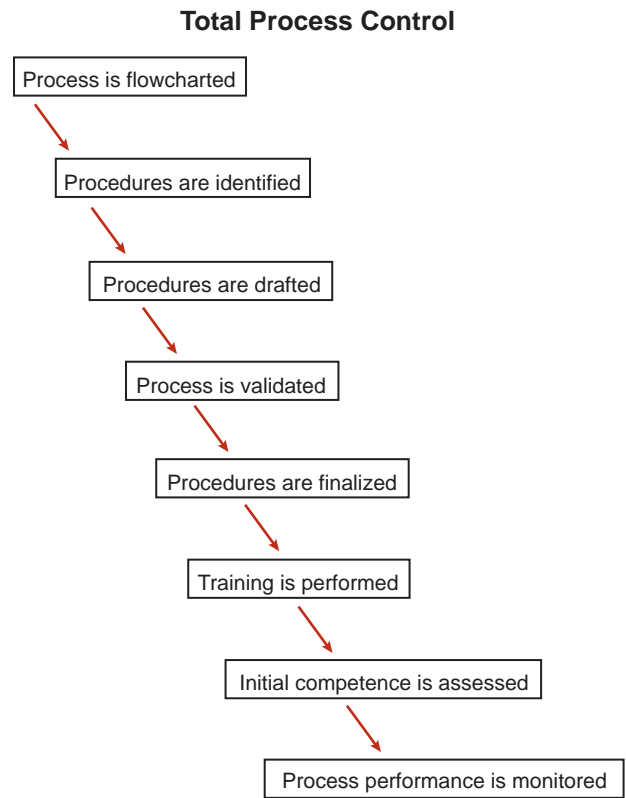 Total Process Control
Process is flowcharted
Procedures are identified
Procedures are drafted
Process is validated
Procedures are finalized
Training is performed
Initial competence is assessed
Process performance is monitored